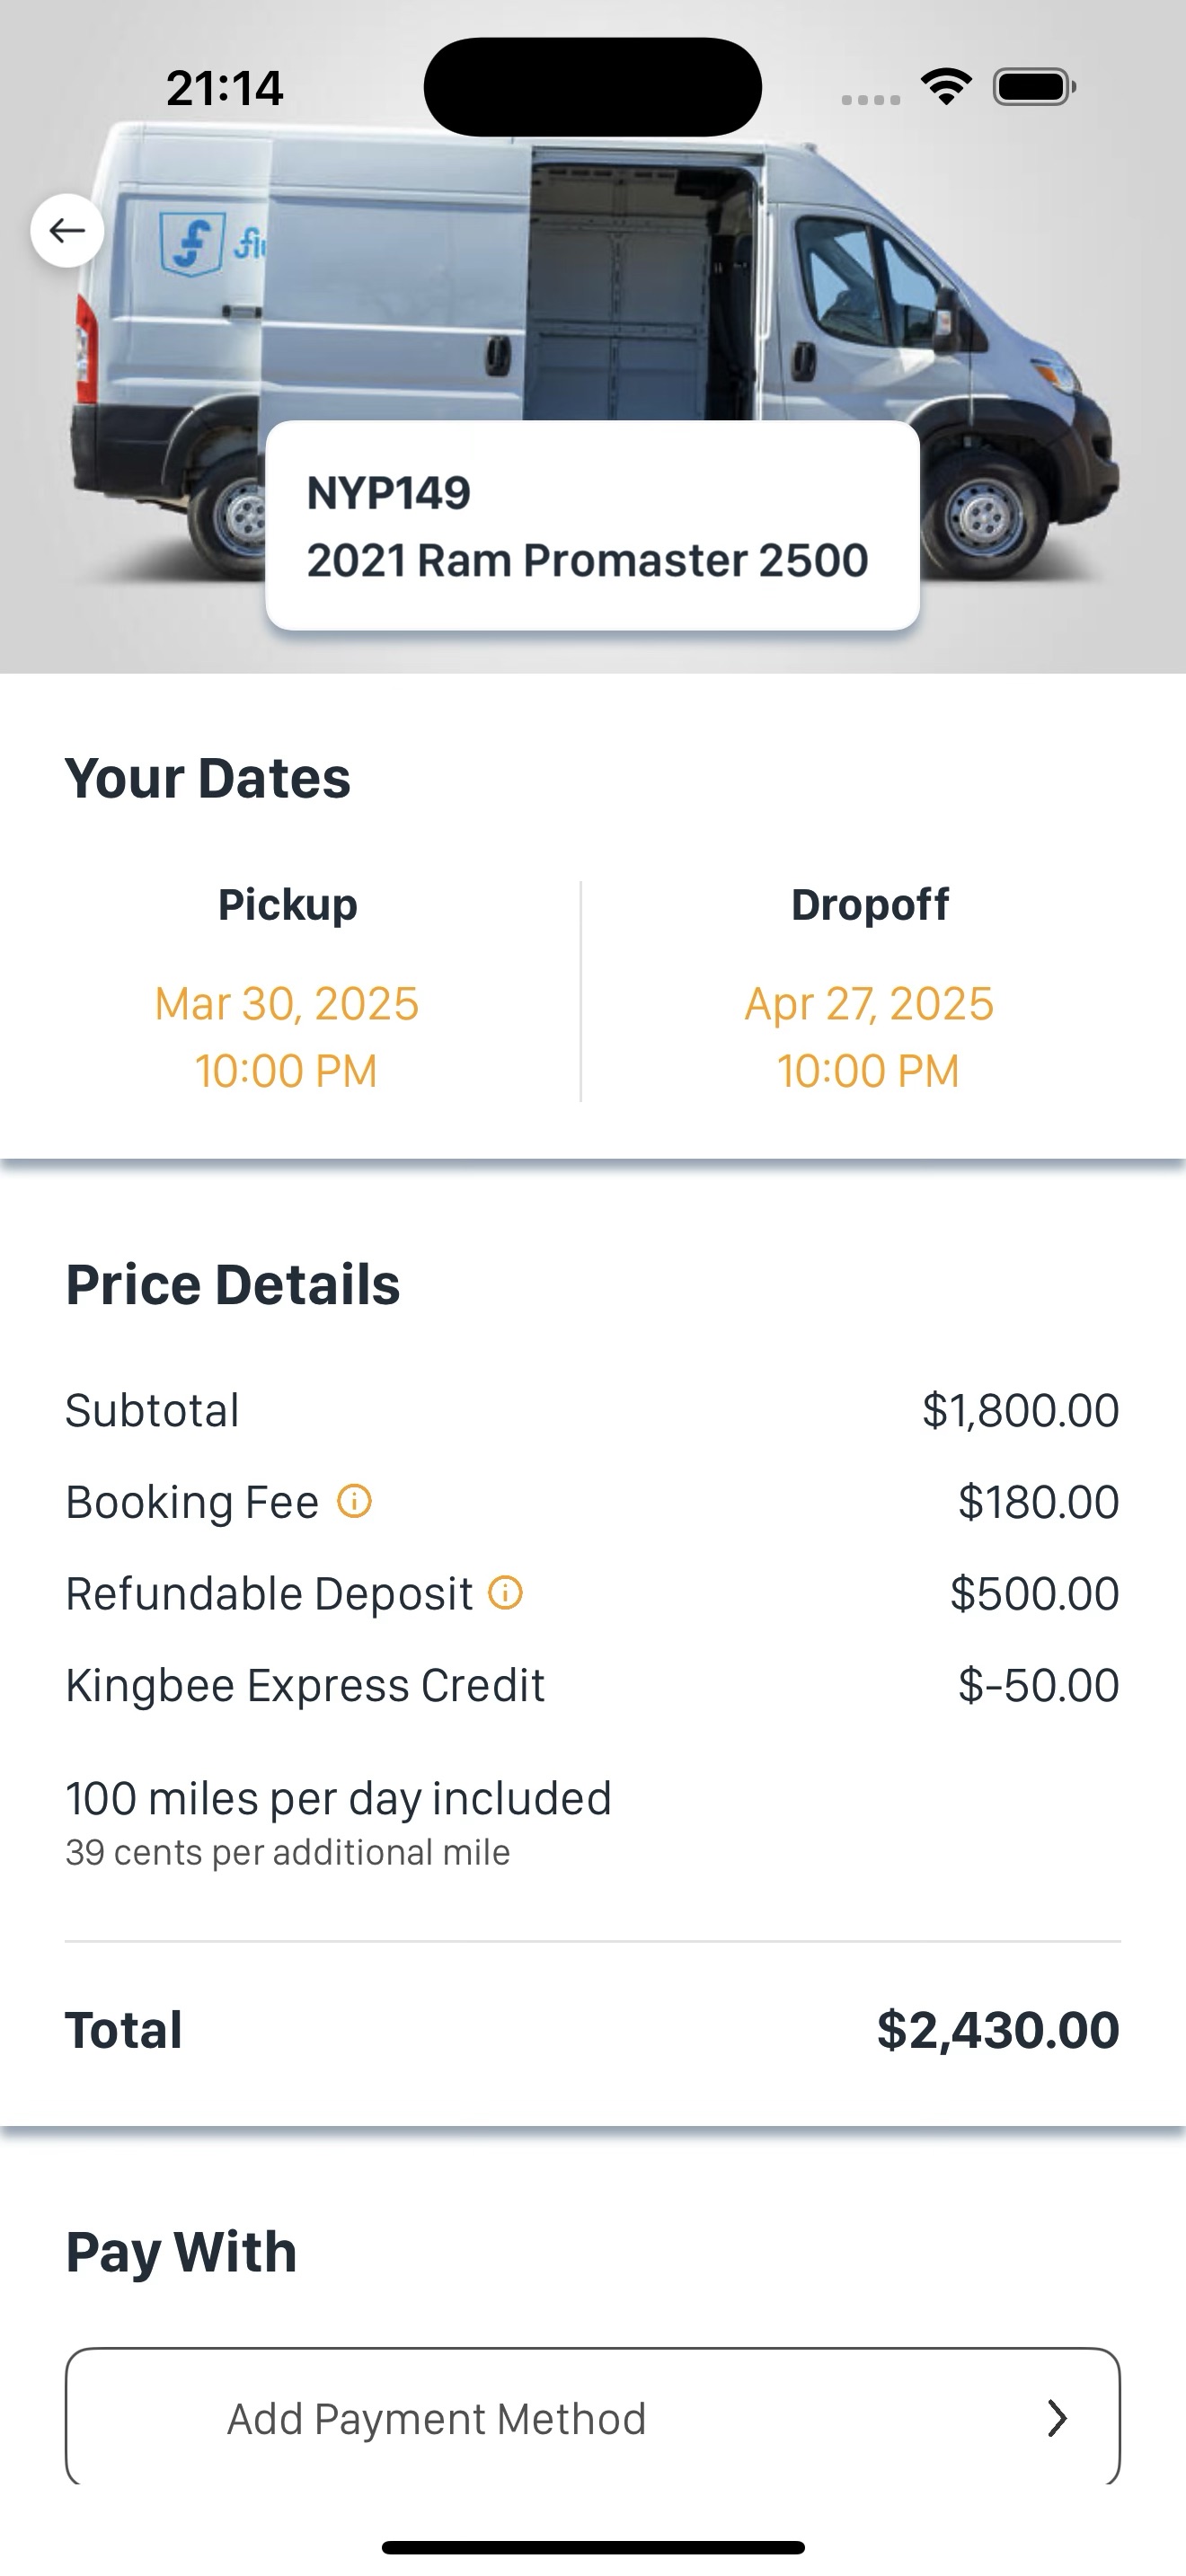 21:14
NYP149
2021 Ram Promaster 2500
Your Dates
Pickup
Dropoff
Mar 30, 2025
Apr 27, 2025
10:00 PM
10:00 PM
Price Details
Subtotal
$1,800.00
Booking Fee
$180.00
Refundable Deposit
$500.00
Kingbee Express Credit
$-50.00
100 miles per day included
39 cents per additional mile
Total
$2,430.00
Pay With
Add Payment Method